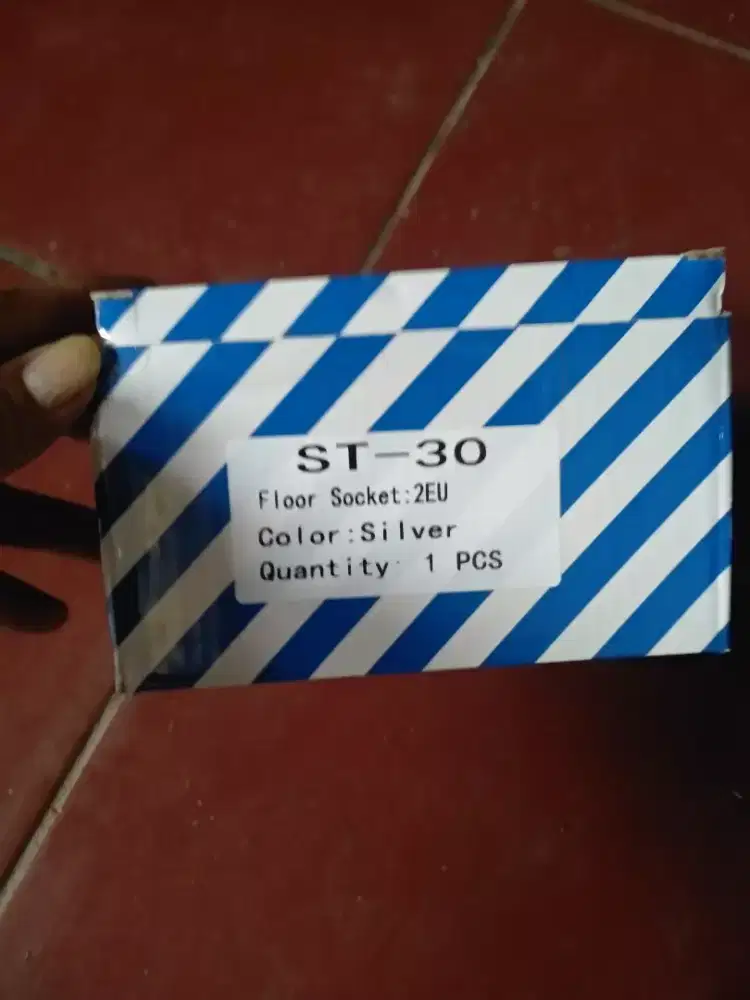 ST-30
Floor Socket:2EU
Color:Silver
Quantity: 1 PCS